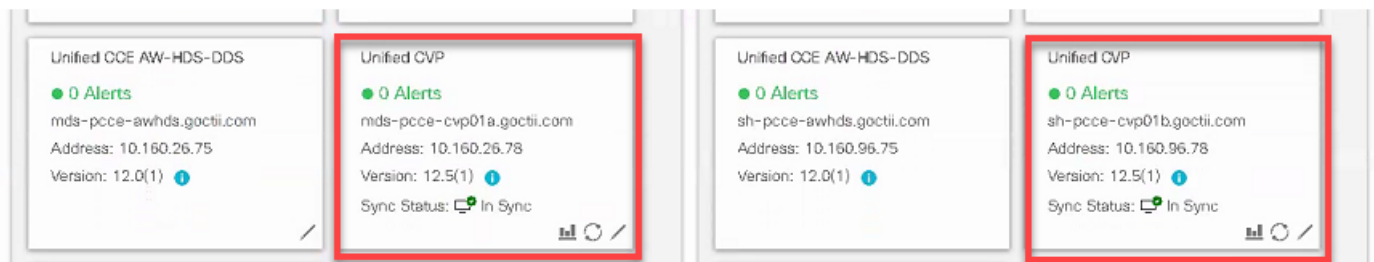 Unified CCE AW-HDS-DDS
0 Alerts
mds-pcce-awhds.goctii.com
Address: 10.160.26.75
Version: 12.0(1)
Unified CVP
0 Alerts
mds-pcce-cvp01a.goctii.com
Address: 10.160.26.78
Version: 12.5(1)
Sync Status: In Sync
Unified CCE AW-HDS-DDS
0 Alerts
sh-pcce-awhds.goctii.com
Address: 10.160.96.75
Version: 12.0(1)
Unified CVP
0 Alerts
sh-pcce-cvp01b.goctii.com
Address: 10.160.96.78
Version: 12.5(1)
Sync Status: In Sync